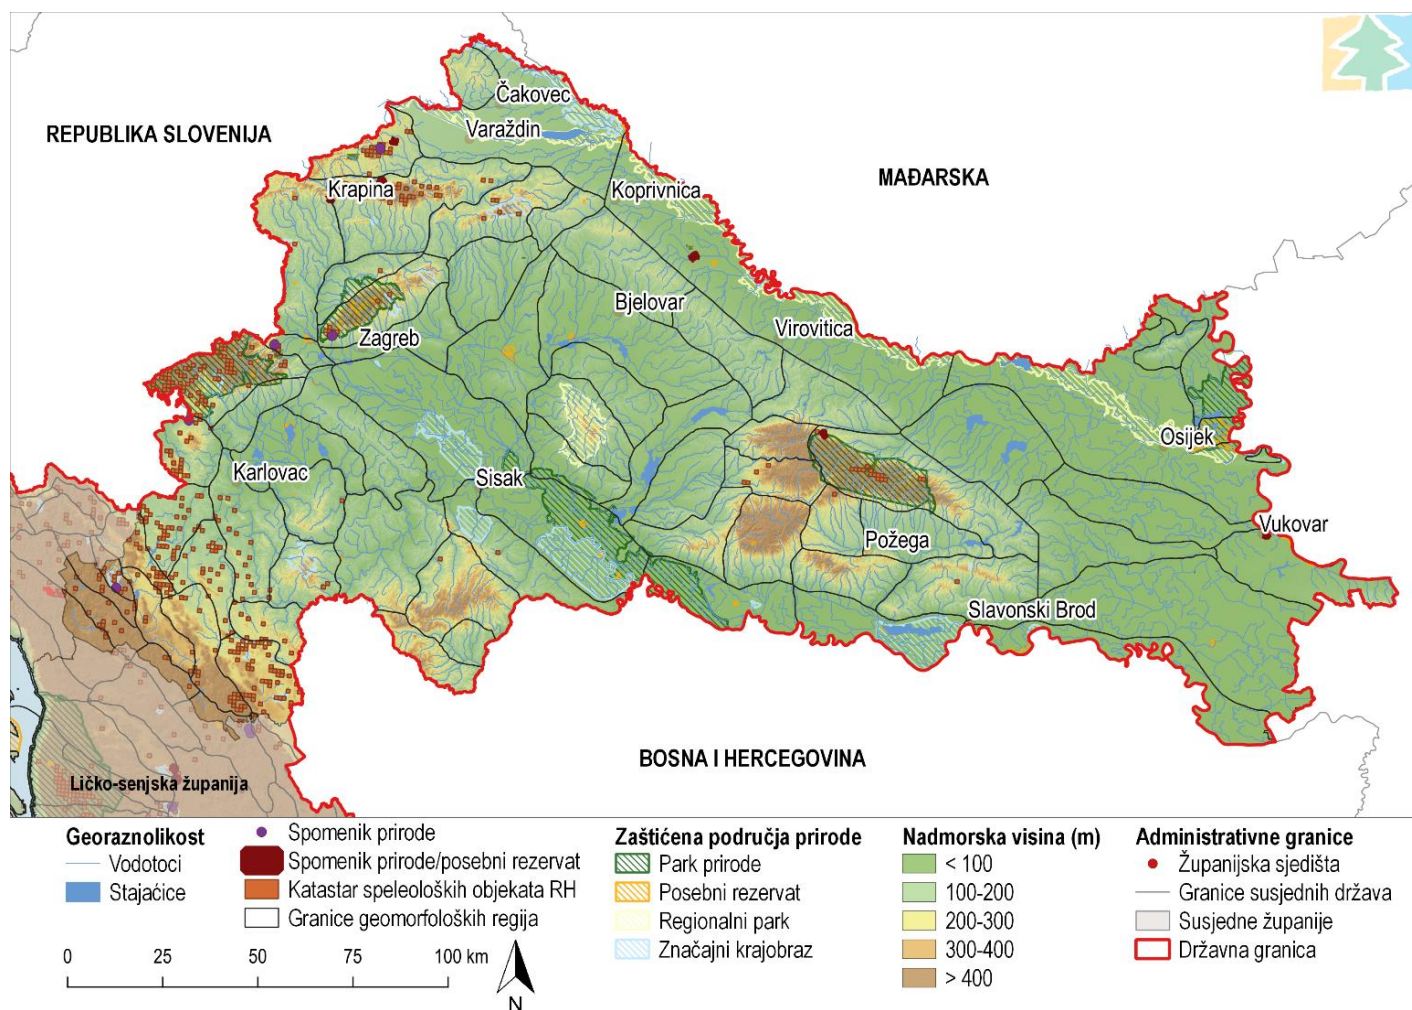 REPUBLIKA SLOVENIJA
MAĐARSKA
Čakovec
Varaždin
Krapina
Koprivnica
Bjelovar
Virovitica
Zagreb
Osijek
Karlovac
Sisak
Vukovar
Požega
Slavonski Brod
BOSNA I HERCEGOVINA
Ličko-senjska županija
Georaznolikost
Vodotoci
Stajaćice
Spomenik prirode
Spomenik prirode/posebni rezervat
Katastar speleoloških objekata RH
Granice geomorfoloških regija
0 25 50 75 100 km
N
Zaštićena područja prirode
Park prirode
Posebni rezervat
Regionalni park
Značajni krajobraz
Nadmorska visina (m)
< 100
100-200
200-300
300-400
> 400
Administrativne granice
Županijska sjedišta
Granice susjednih država
Susjedne županije
Državna granica